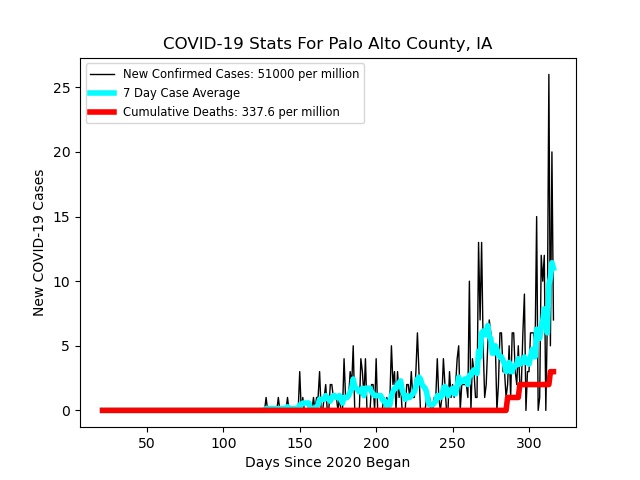 COVID-19 Stats For Palo Alto County, IA
New Confirmed Cases: 51000 per million
7 Day Case Average
Cumulative Deaths: 337.6 per million
New COVID-19 Cases
25
20
15
10
5
0
50 100 150 200 250 300
Days Since 2020 Began